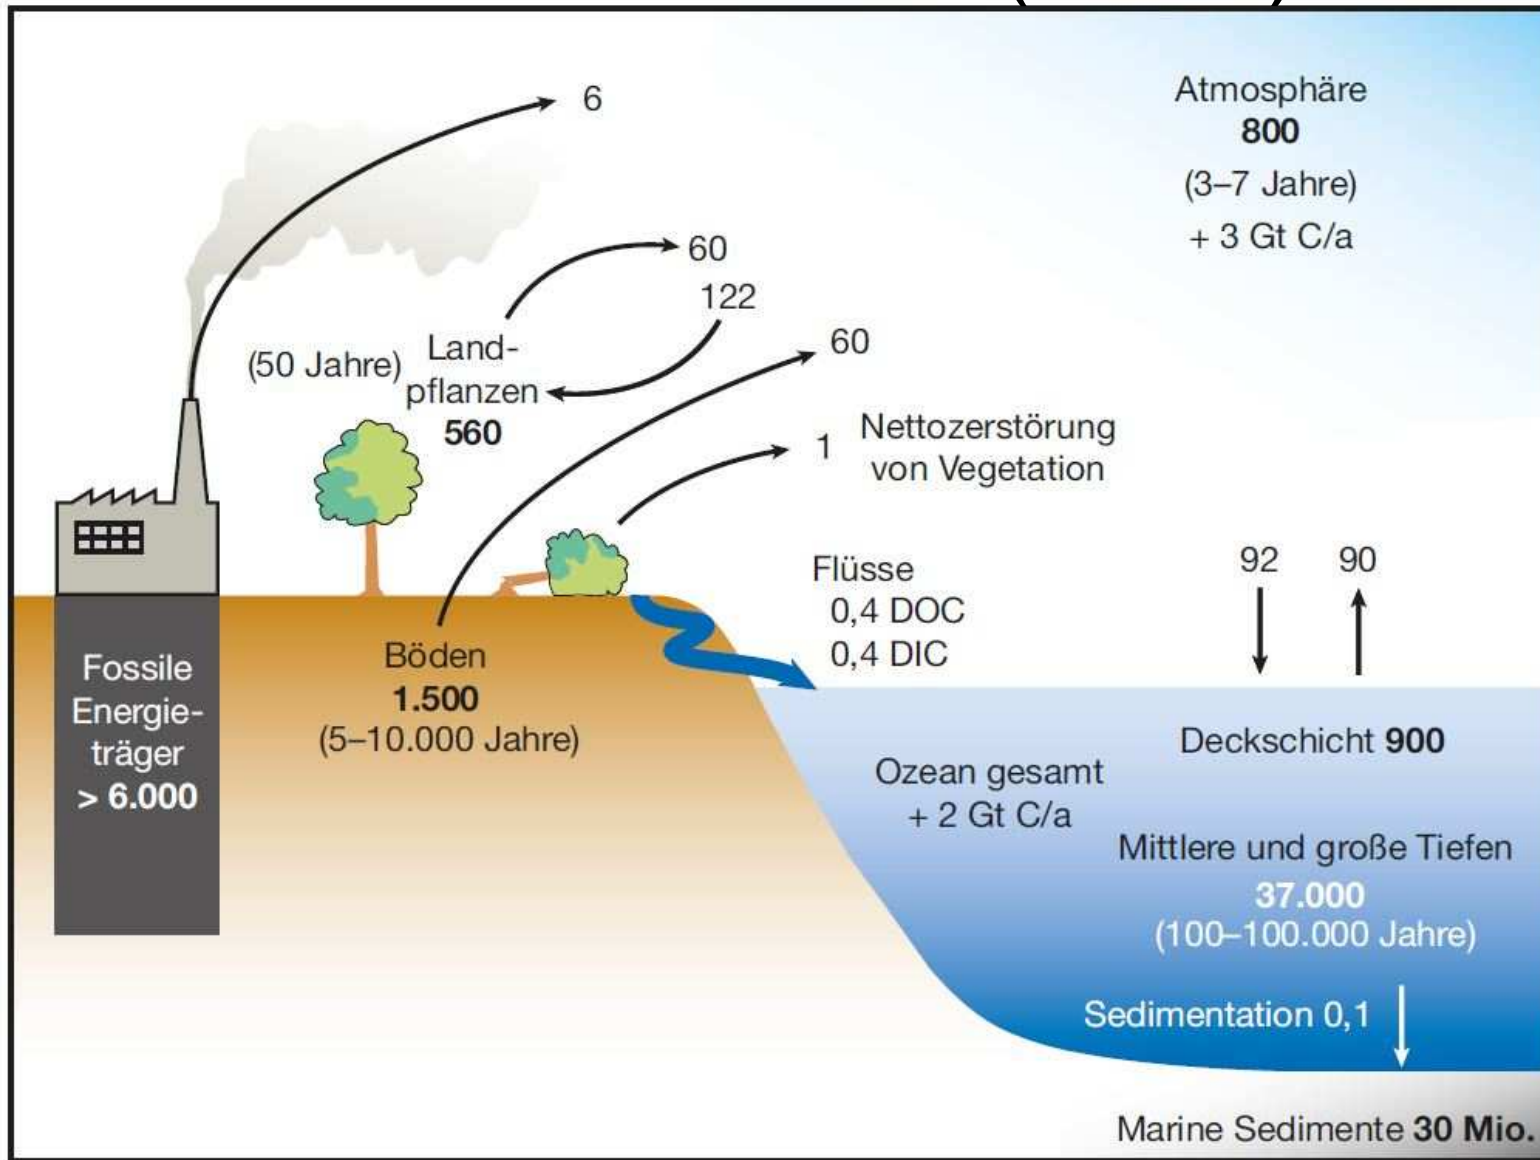 6
Atmosphäre
800
(3–7 Jahre)
+ 3 Gt C/a
60
122
(50 Jahre)
Land-
pflanzen
560
60
1
Nettozerstörung
von Vegetation
Flüsse
0,4 DOC
0,4 DIC
92
90
Fossile
Energie-
träger
> 6.000
Böden
1.500
(5–10.000 Jahre)
Deckschicht 900
Ozean gesamt
+ 2 Gt C/a
Mittlere und große Tiefen
37.000
(100–100.000 Jahre)
Sedimentation 0,1
Marine Sedimente 30 Mio.